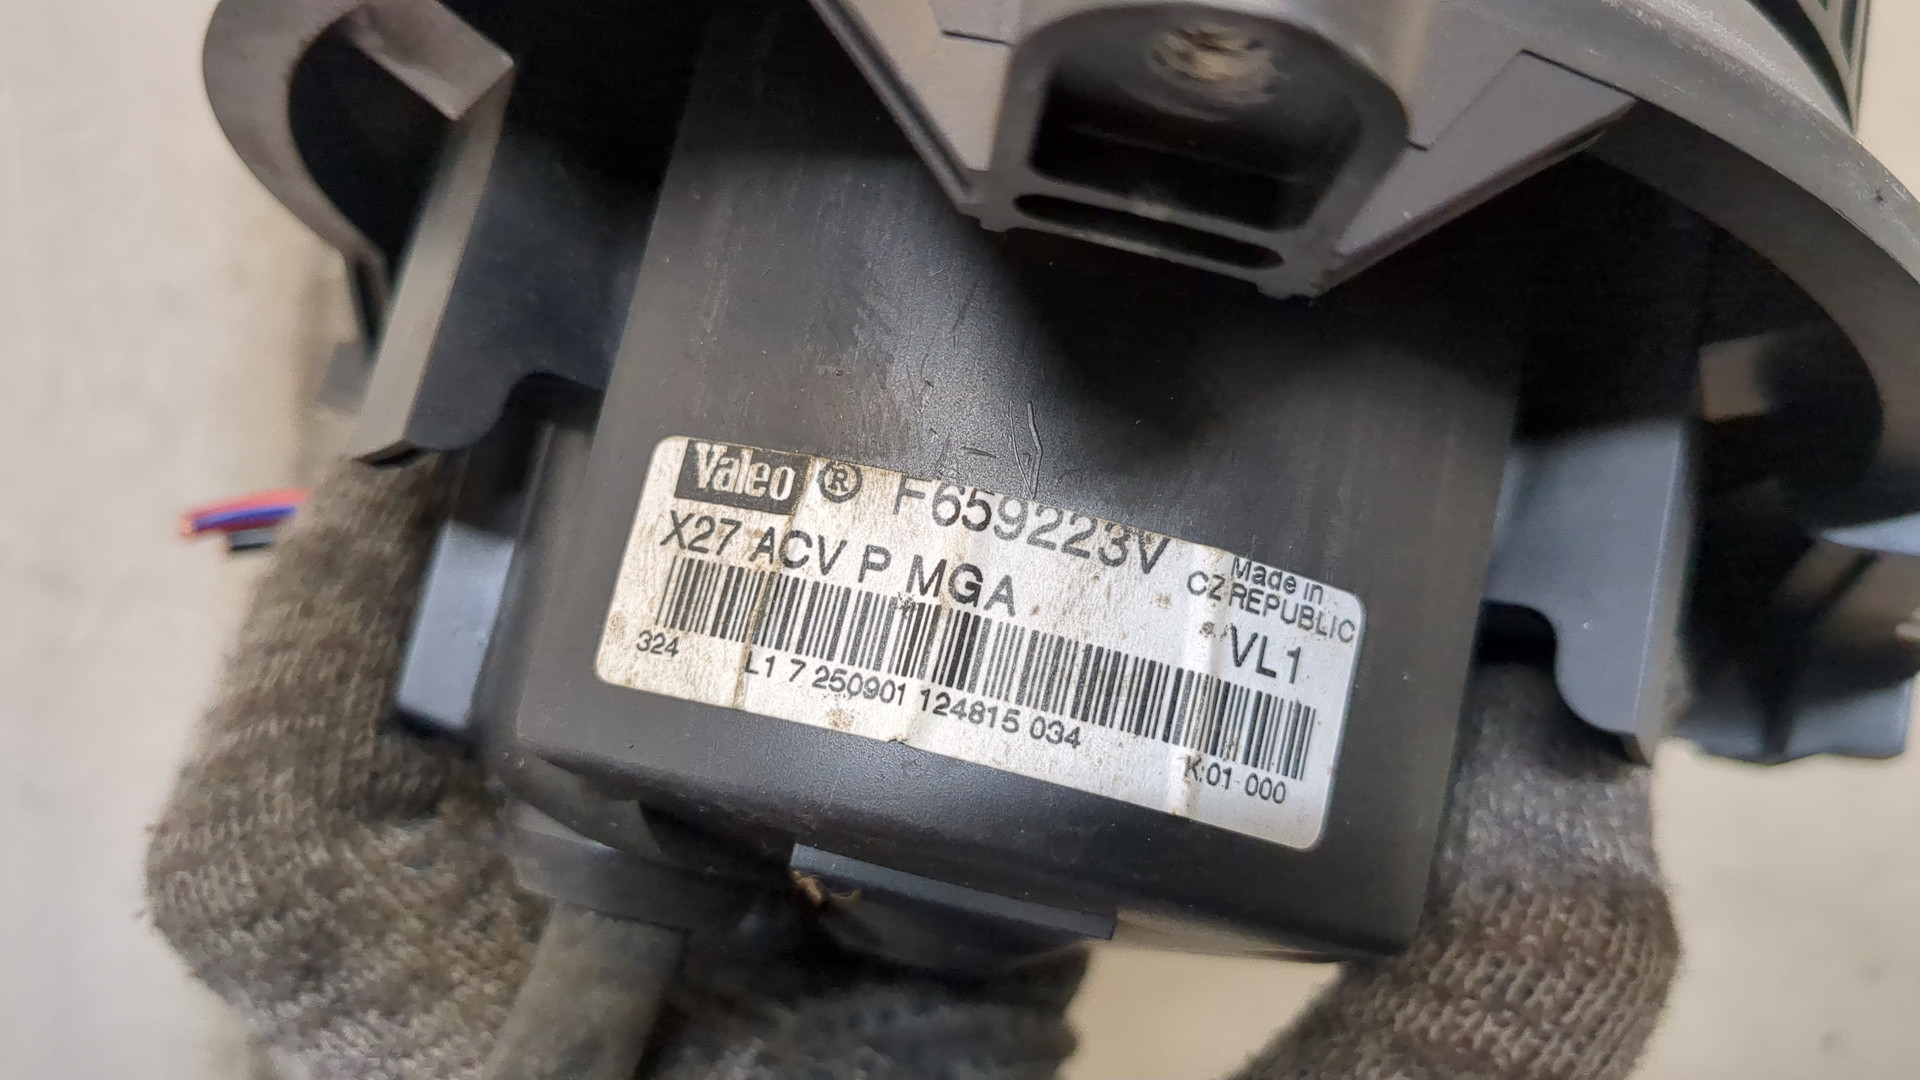 Valeo ® F659223V
X27 ACV P MGA
Made in
CZ REPUBLIC
VL1
324 L1 7 250901 124815 034
K:01-000